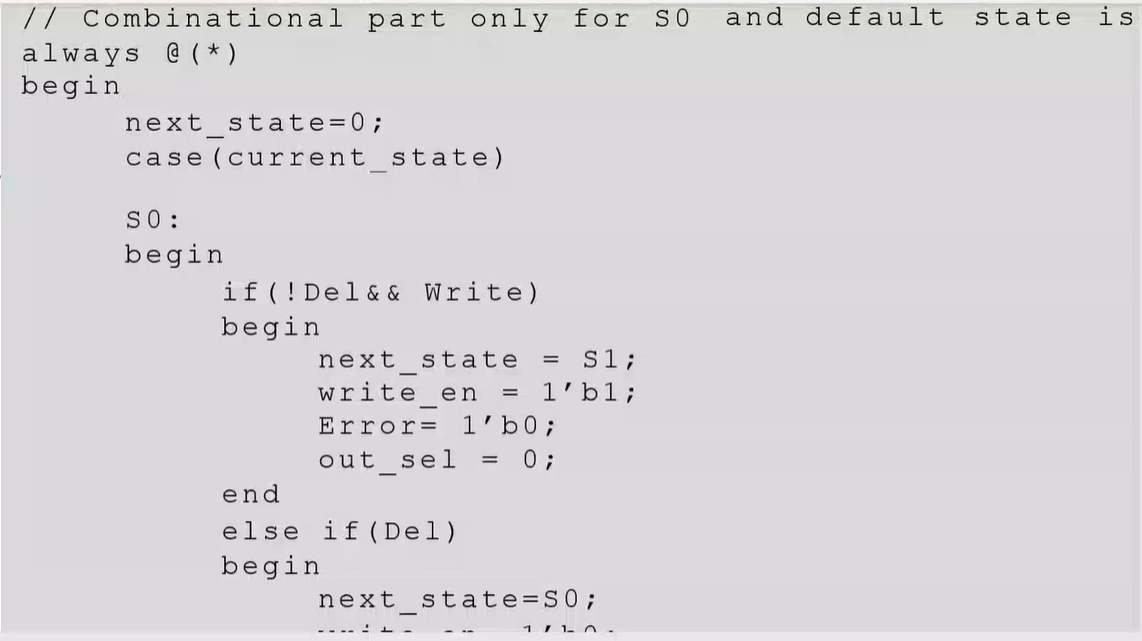 // Combinational part only for S0 and default state is
always @(*)
begin
next_state=0;
case(current_state)
S0:
begin
if(!Del&& Write)
begin
next_state = S1;
write_en = 1'b1;
Error= 1'b0;
out_sel = 0;
end
else if(Del)
begin
next_state=S0;